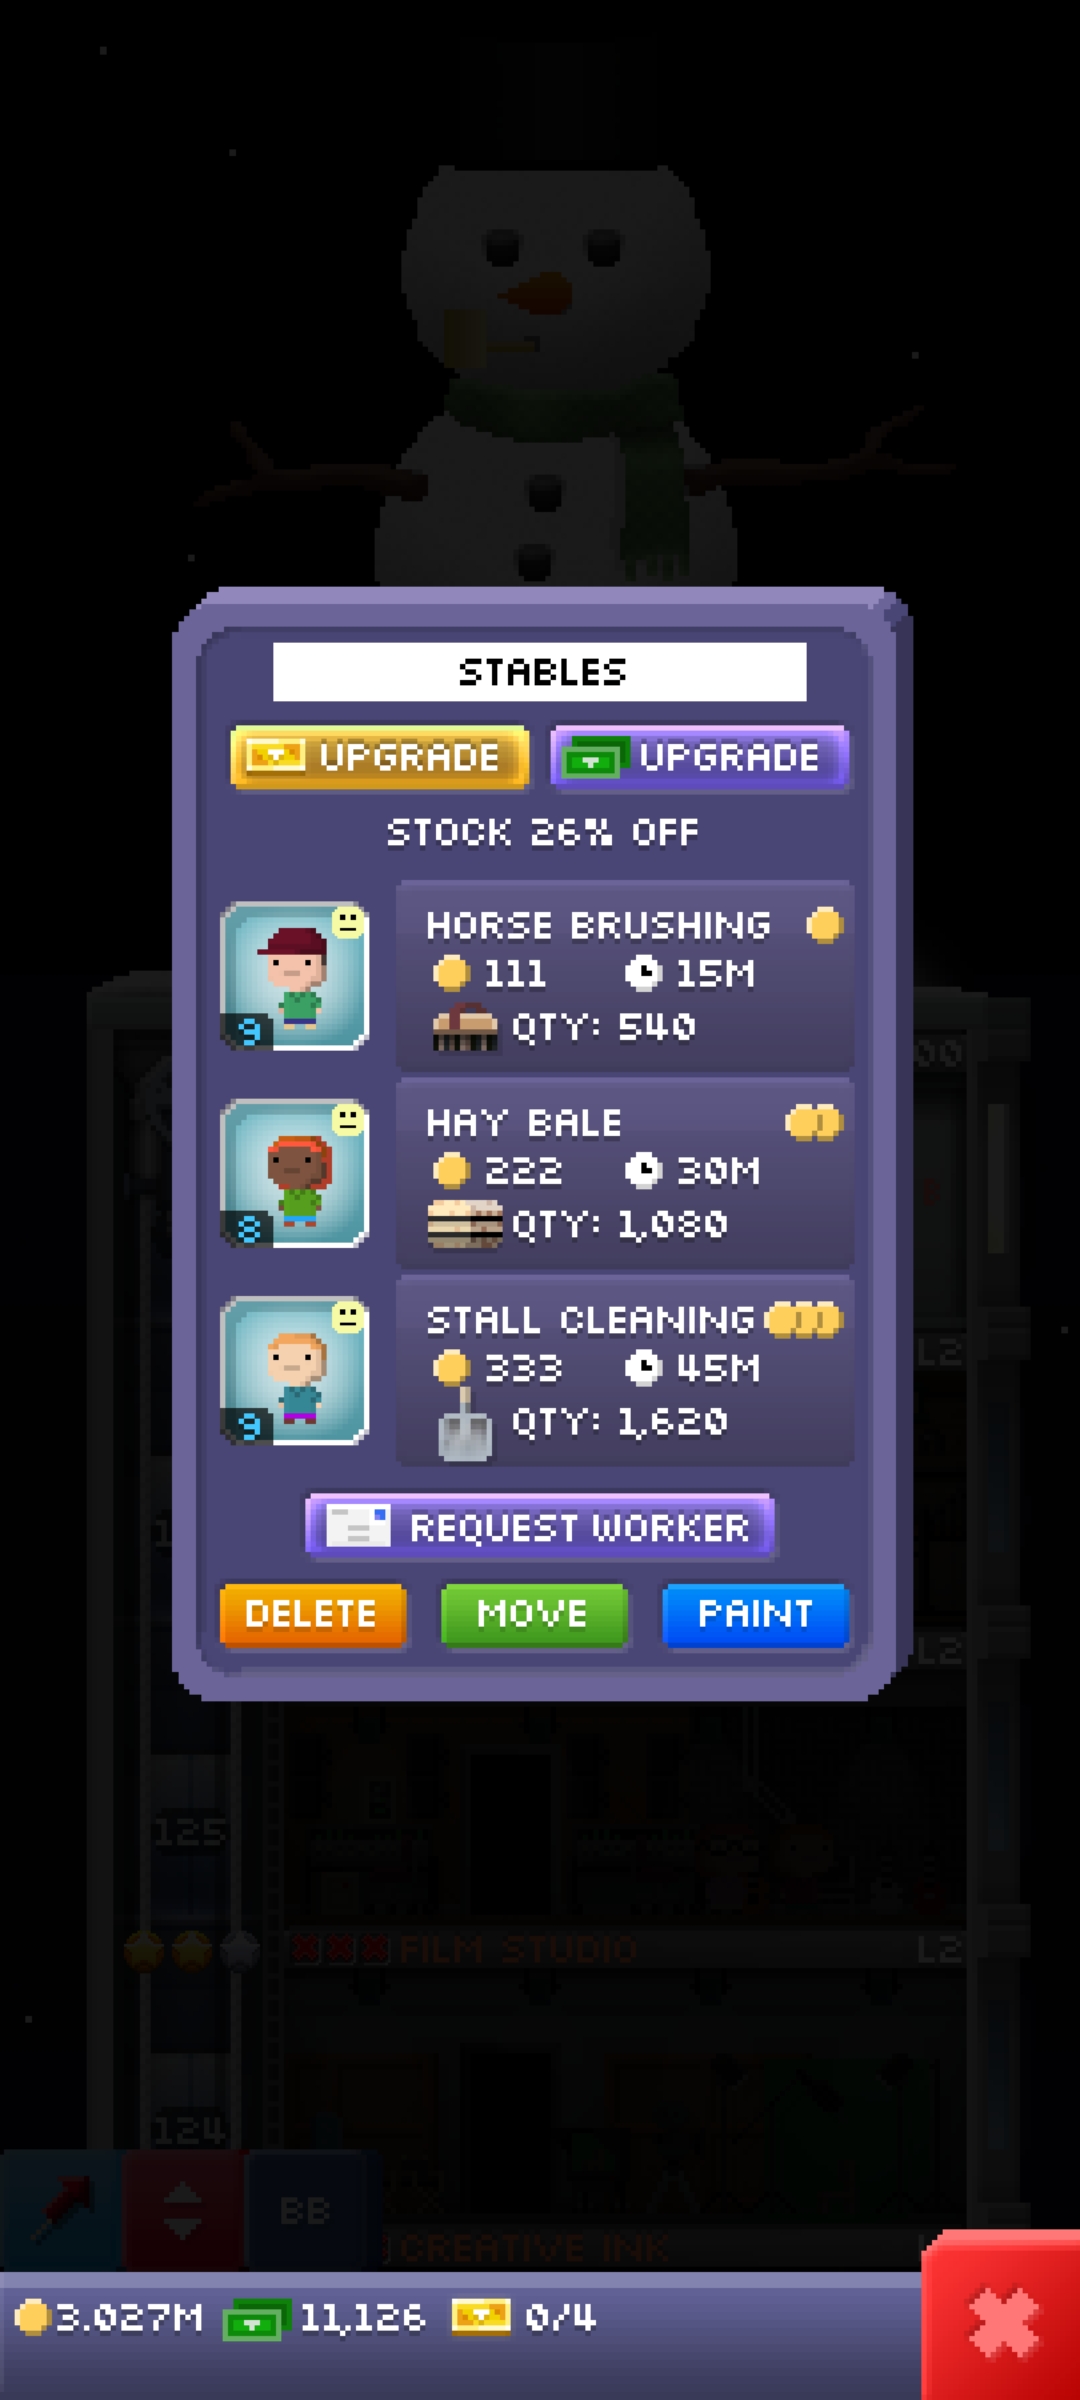 STABLES
UPGRADE UPGRADE
STOCK 26% OFF
HORSE BRUSHING
111 15M
9 QTY: 540
HAY BALE
222 30M
8 QTY: 1,080
STALL CLEANING
333 45M
9 QTY: 1,620
REQUEST WORKER
DELETE MOVE PAINT
L2
L2
125
FILM STUDIO L2
124
BB
CREATIVE INK
3.027M 11,126 0/4